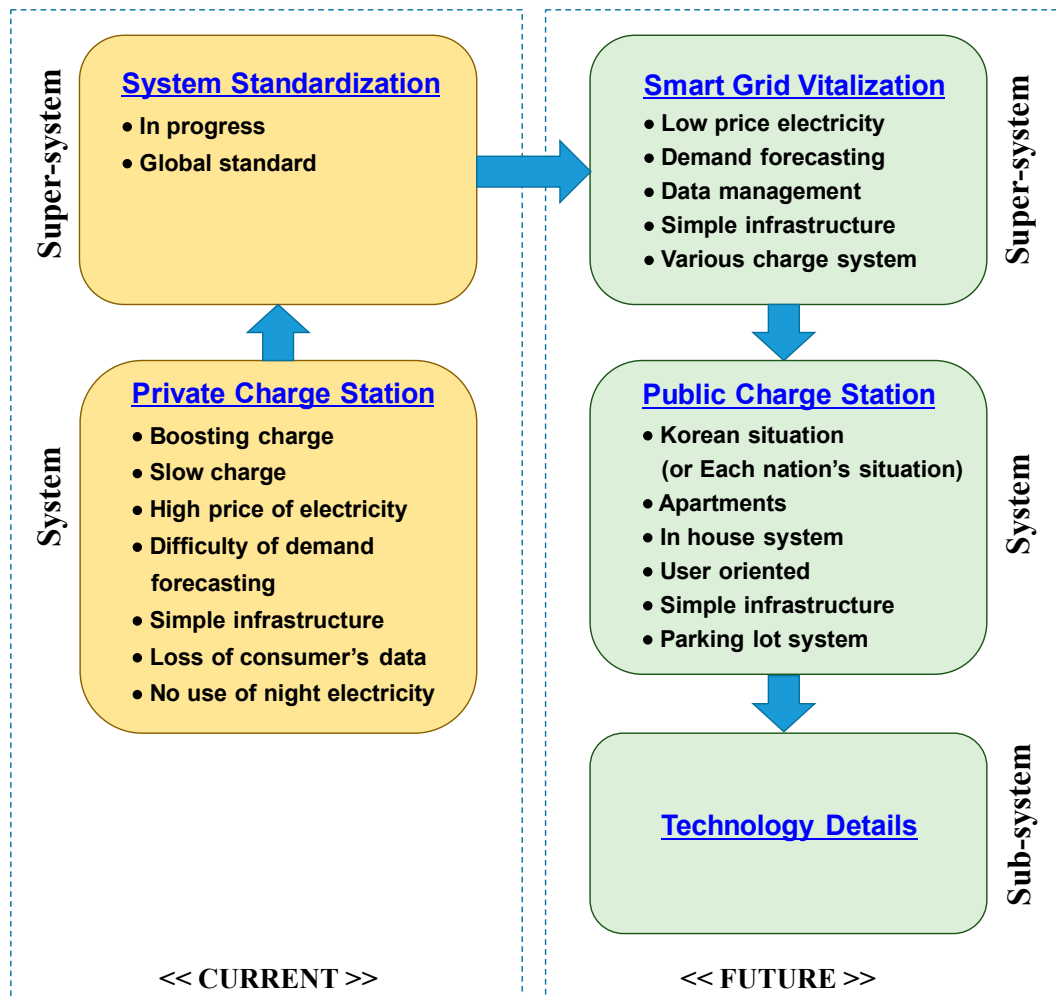 Super-system
System Standardization
• In progress
• Global standard
System
Private Charge Station
• Boosting charge
• Slow charge
• High price of electricity
• Difficulty of demand
forecasting
• Simple infrastructure
• Loss of consumer’s data
• No use of night electricity
<< CURRENT >>
Smart Grid Vitalization
• Low price electricity
• Demand forecasting
• Data management
• Simple infrastructure
• Various charge system
Super-system
Public Charge Station
• Korean situation
(or Each nation’s situation)
• Apartments
• In house system
• User oriented
• Simple infrastructure
• Parking lot system
System
Technology Details
Sub-system
<< FUTURE >>